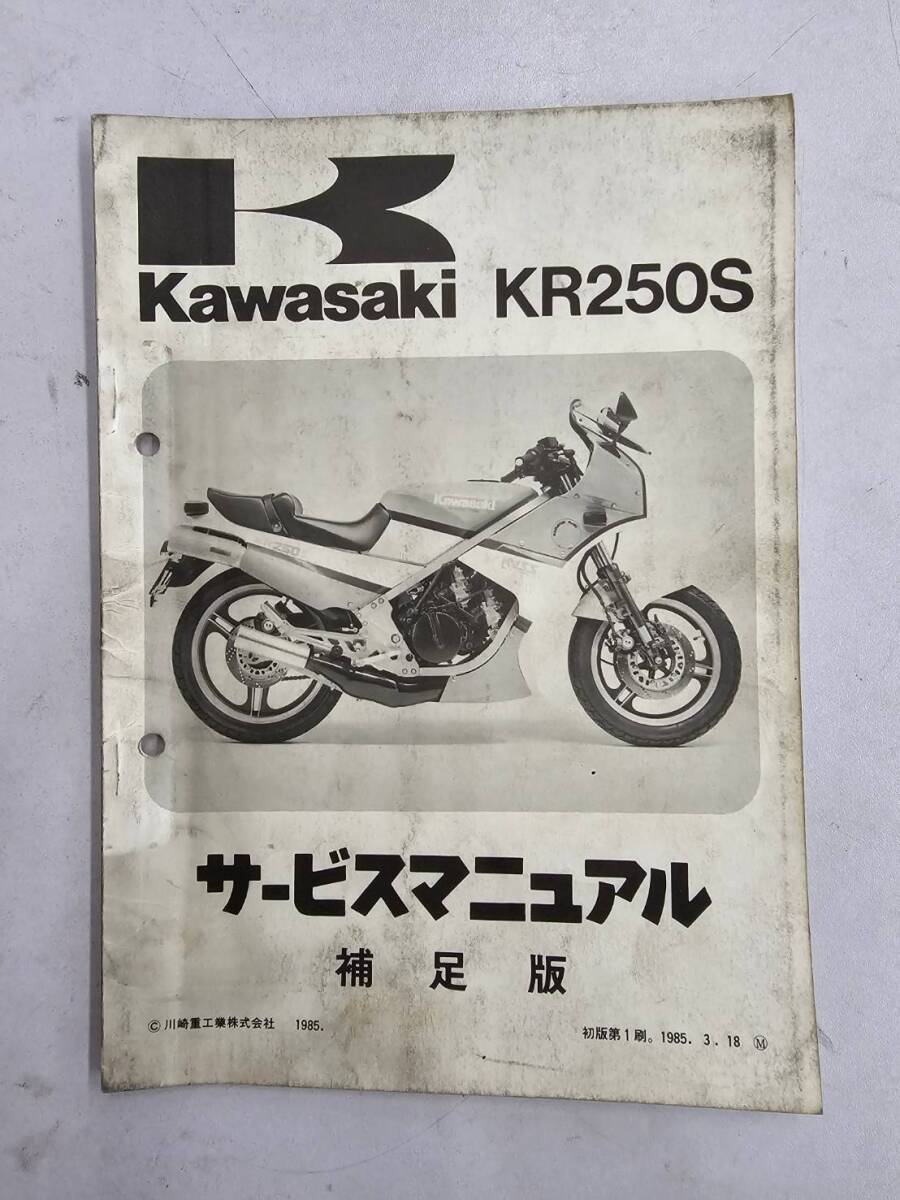 Kawasaki KR250S
Kawasaki
250
サービスマニュアル
補足版
©川崎重工業株式会社 1985.
初版第1刷。1985. 3. 18 Ⓜ